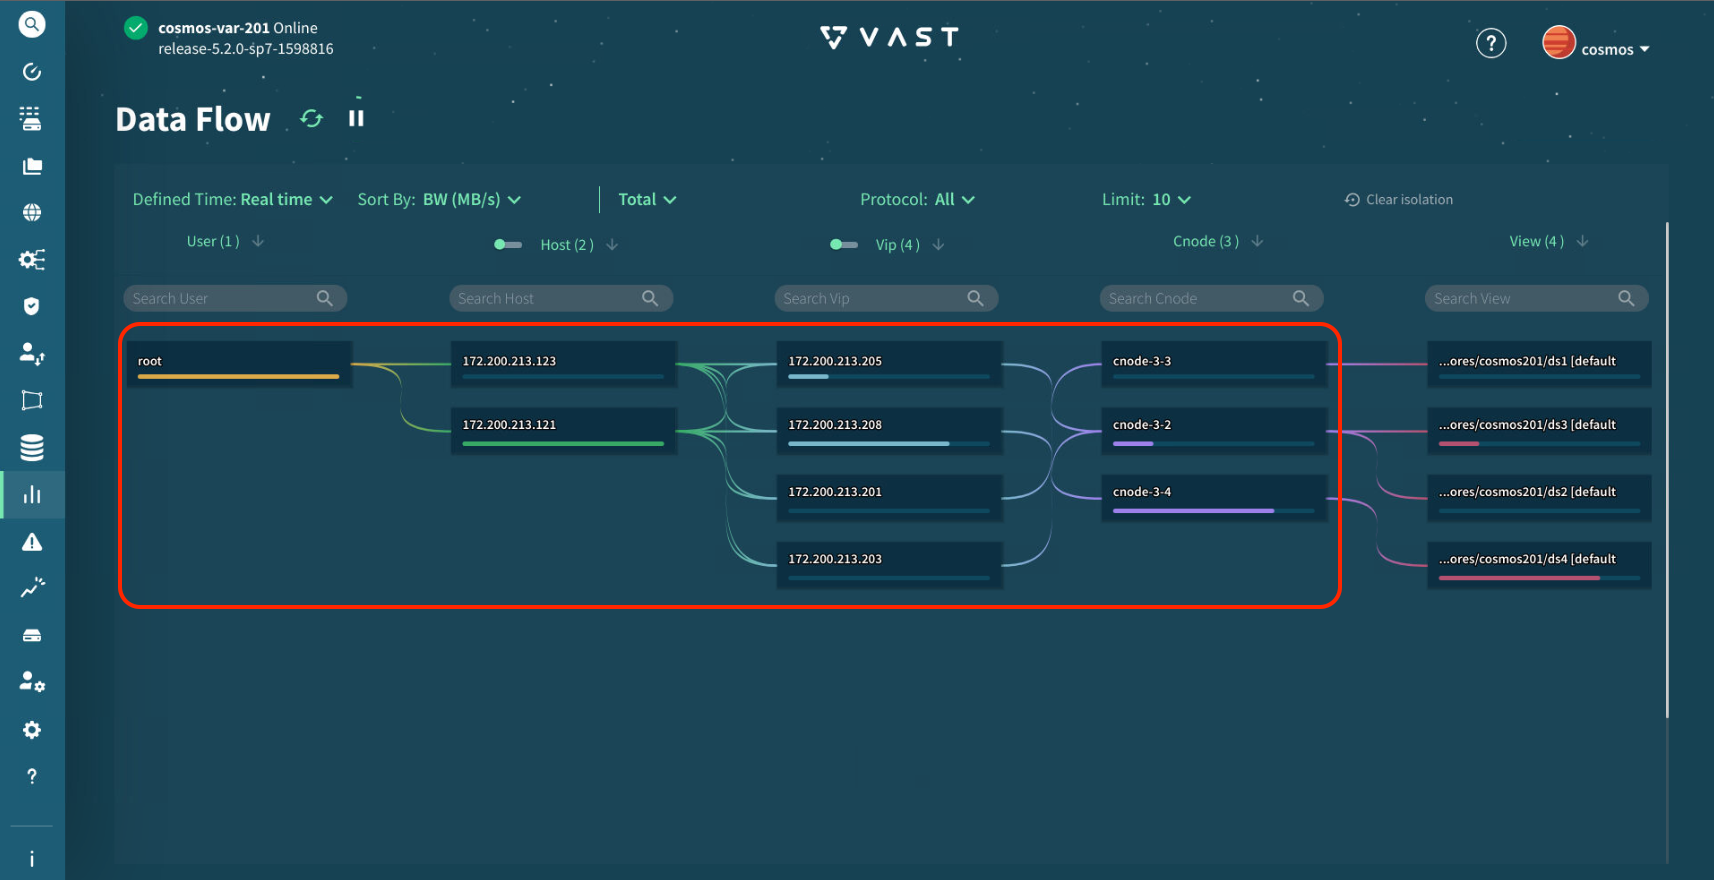 cosmos-var-201 Online
release-5.2.0-sp7-1598816
VAST
?
cosmos
Data Flow
Defined Time: Real time
Sort By: BW (MB/s)
Total
Protocol: All
Limit: 10
Clear isolation
User (1 )
Host (2 )
Vip (4 )
Cnode (3 )
View (4 )
Search User
Search Host
Search Vip
Search Cnode
Search View
root
172.200.213.123
172.200.213.205
cnode-3-3
...ores/cosmos201/ds1 [default
172.200.213.121
172.200.213.208
cnode-3-2
...ores/cosmos201/ds3 [default
172.200.213.201
cnode-3-4
...ores/cosmos201/ds2 [default
172.200.213.203
...ores/cosmos201/ds4 [default
?
i